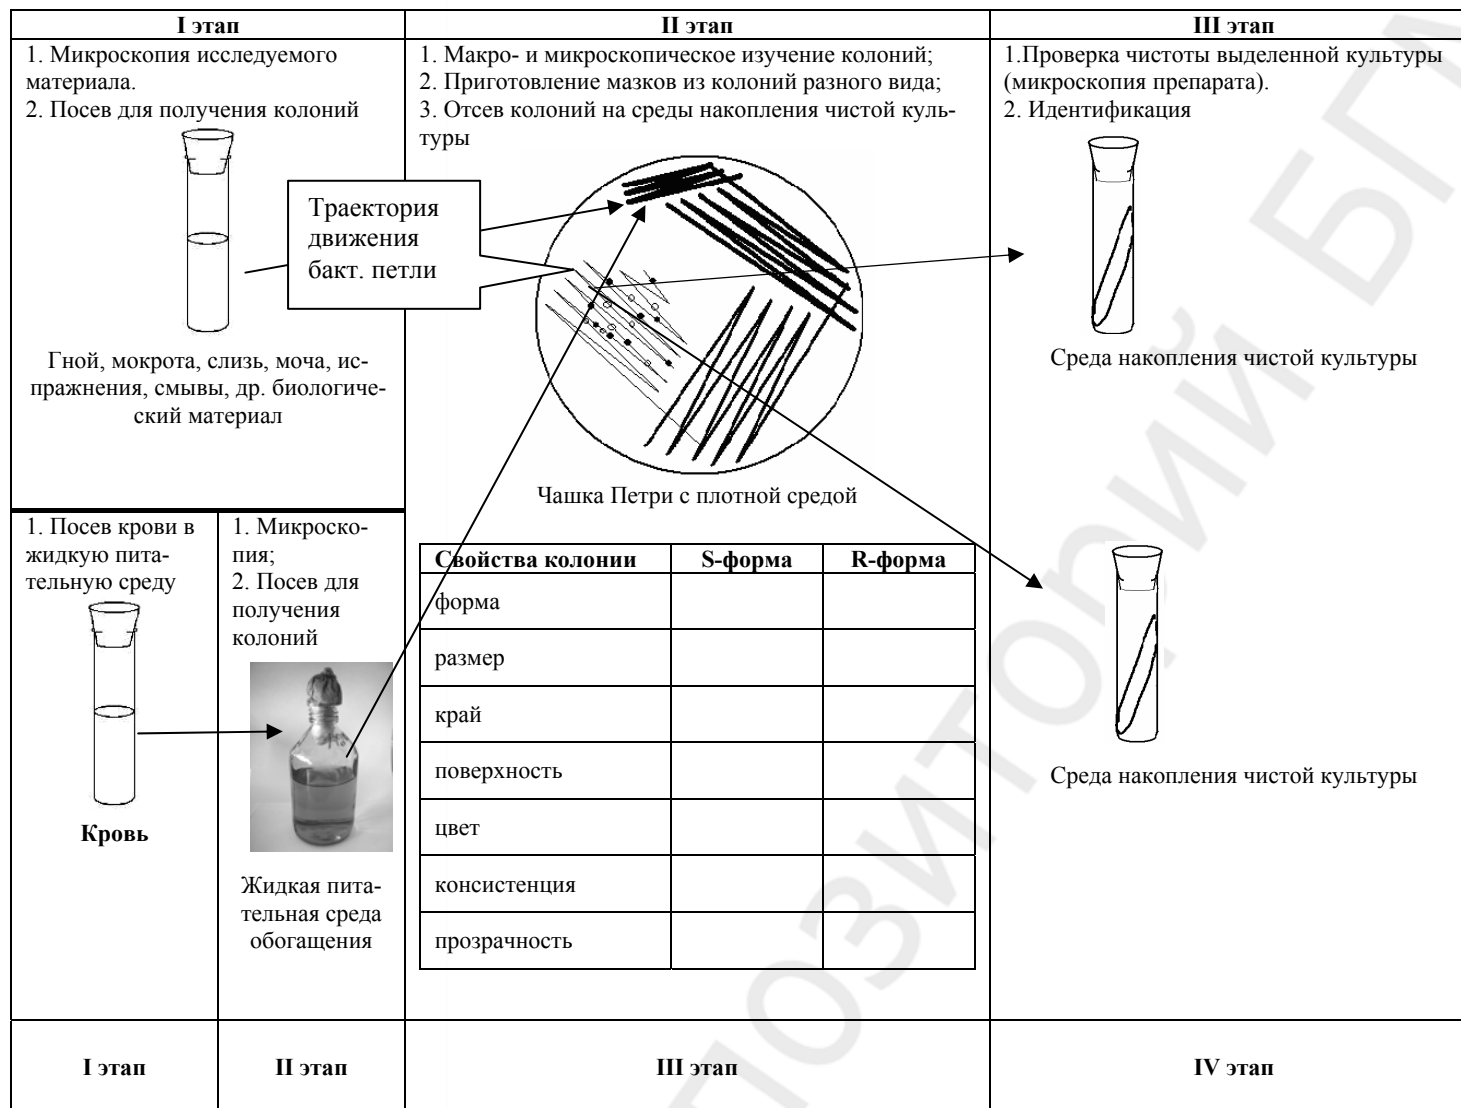 I этап
II этап
III этап
1. Микроскопия исследуемого
материала.
2. Посев для получения колоний
Гной, мокрота, слизь, моча, ис-
пражнения, смывы, др. биологиче-
ский материал
1. Макро- и микроскопическое изучение колоний;
2. Приготовление мазков из колоний разного вида;
3. Отсев колоний на среды накопления чистой куль-
туры
Траектория
движения
бакт. петли
Чашка Петри с плотной средой
1.Проверка чистоты выделенной культуры
(микроскопия препарата).
2. Идентификация
Среда накопления чистой культуры
Среда накопления чистой культуры
1. Посев крови в
жидкую пита-
тельную среду
Кровь
1. Микроско-
пия;
2. Посев для
получения
колоний
Жидкая пита-
тельная среда
обогащения
Свойства колонии S-форма R-форма
форма
размер
край
поверхность
цвет
консистенция
прозрачность
I этап
II этап
III этап
IV этап